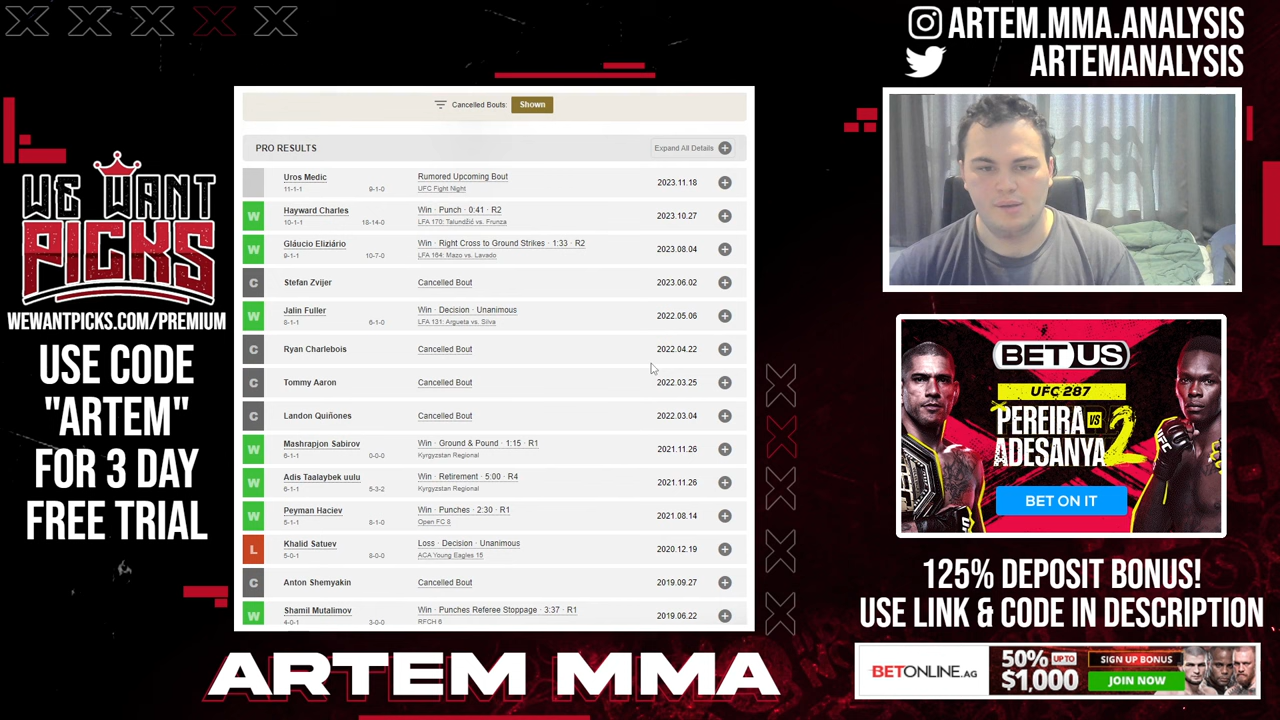 ARTEM.MMA.ANALYSIS
ARTEMANALYSIS
WE WANT
PICKS
WEWANTPICKS.COM/PREMIUM
USE CODE
"ARTEM"
FOR 3 DAY
FREE TRIAL
Cancelled Bouts: Shown
PRO RESULTS Expand All Details
Uros Medic Rumored Upcoming Bout 2023.11.18
11-1-1 9-1-0 UFC Fight Night
W Hayward Charles Win · Punch · 0:41 · R2 2023.10.27
10-1-1 18-14-0 LFA 170: Talundžić vs. Frunza
W Gláucio Eliziário Win · Right Cross to Ground Strikes · 1:33 · R2 2023.08.04
9-1-1 10-7-0 LFA 164: Mazo vs. Lavado
C Stefan Zvijer Cancelled Bout 2023.06.02
W Jalin Fuller Win · Decision · Unanimous 2022.05.06
8-1-1 6-1-0 LFA 131: Argueta vs. Silva
C Ryan Charlebois Cancelled Bout 2022.04.22
C Tommy Aaron Cancelled Bout 2022.03.25
C Landon Quiñones Cancelled Bout 2022.03.04
W Mashrapjon Sabirov Win · Ground & Pound · 1:15 · R1 2021.11.26
6-1-1 0-0-0 Kyrgyzstan Regional
W Adis Taalaybek uulu Win · Retirement · 5:00 · R4 2021.11.26
6-1-1 5-3-2 Kyrgyzstan Regional
W Peyman Haciev Win · Punches · 2:30 · R1 2021.08.14
5-1-1 8-1-0 Open FC 8
L Khalid Satuev Loss · Decision · Unanimous 2020.12.19
5-0-1 8-0-0 ACA Young Eagles 15
C Anton Shemyakin Cancelled Bout 2019.09.27
W Shamil Mutalimov Win · Punches Referee Stoppage · 3:37 · R1 2019.06.22
4-0-1 3-0-0 RFCH 6
ARTEM MMA
BETUS
UFC 287
PEREIRA VS
ADESANYA 2
BET ON IT
125% DEPOSIT BONUS!
USE LINK & CODE IN DESCRIPTION
BETONLINE.AG
50% UP TO
$1,000
SIGN UP BONUS
JOIN NOW